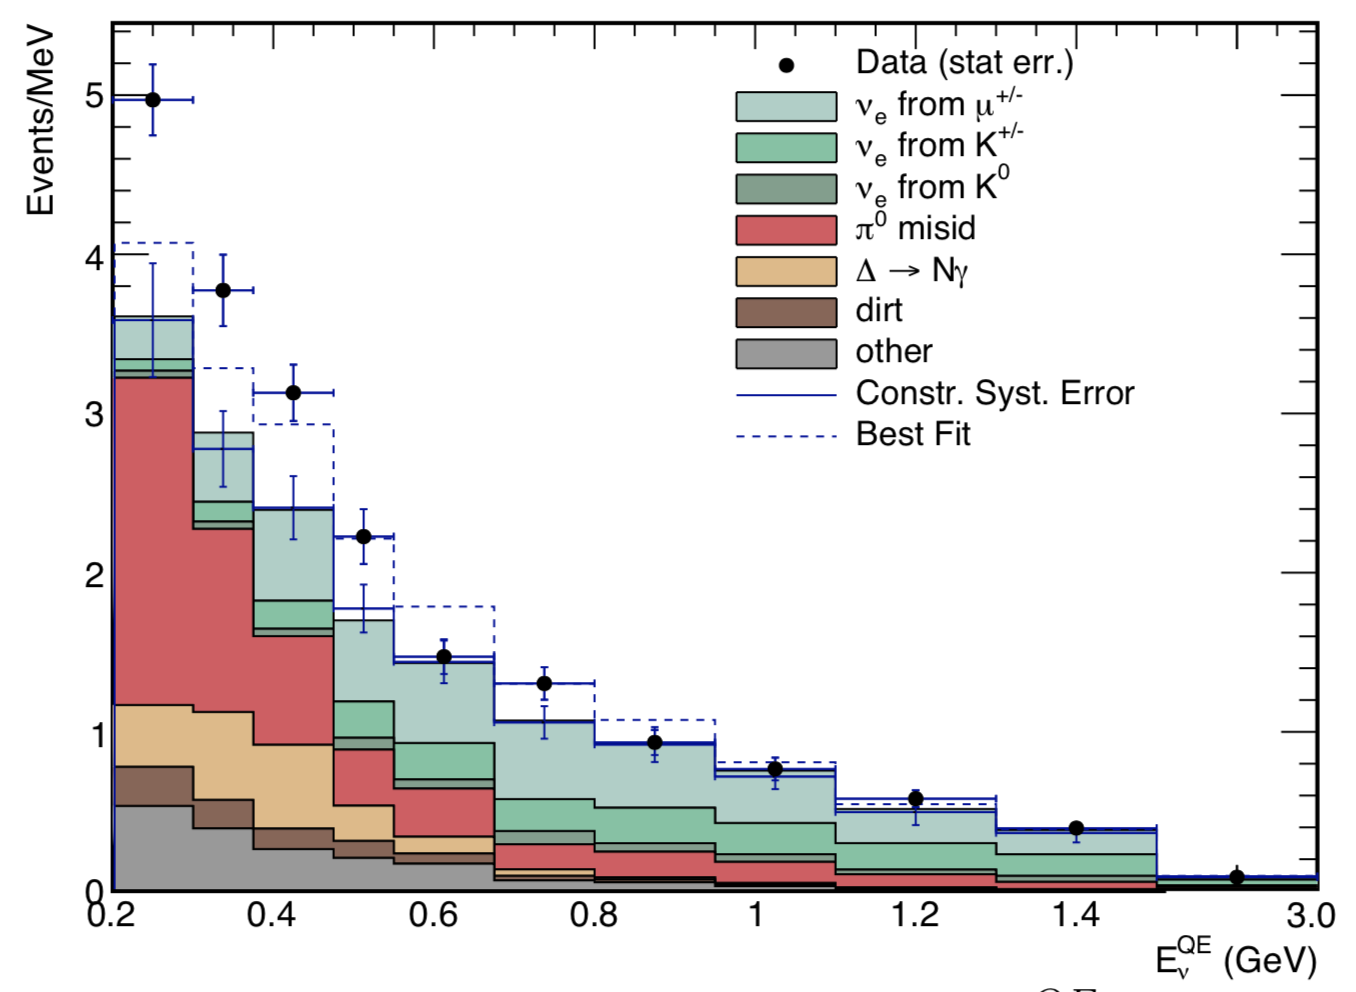 Events/MeV
5
4
3
2
1
0
Data (stat err.)
νe from μ+/-
νe from K+/-
νe from K0
π0 misid
Δ → Nγ
dirt
other
Constr. Syst. Error
Best Fit
0.2 0.4 0.6 0.8 1 1.2 1.4 3.0
EνQE (GeV)